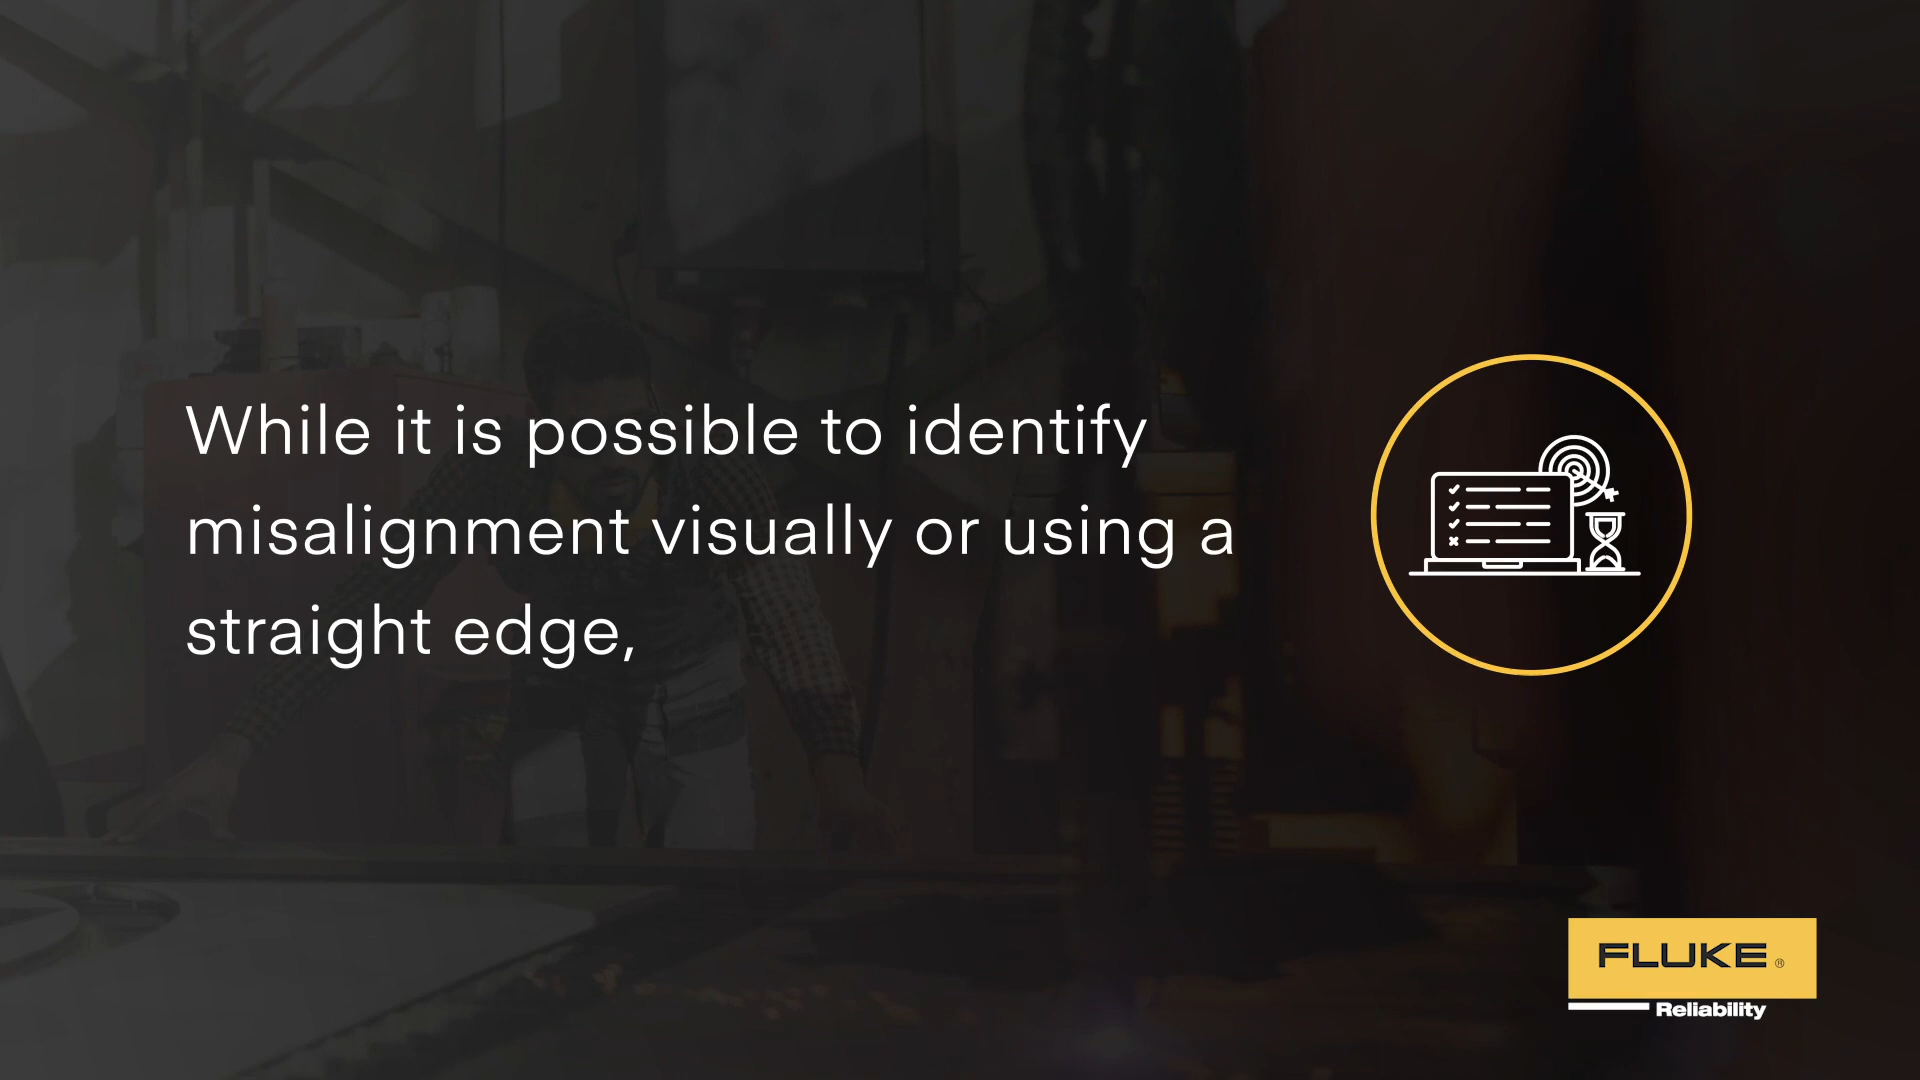 While it is possible to identify
misalignment visually or using a
straight edge,
FLUKE®
Reliability